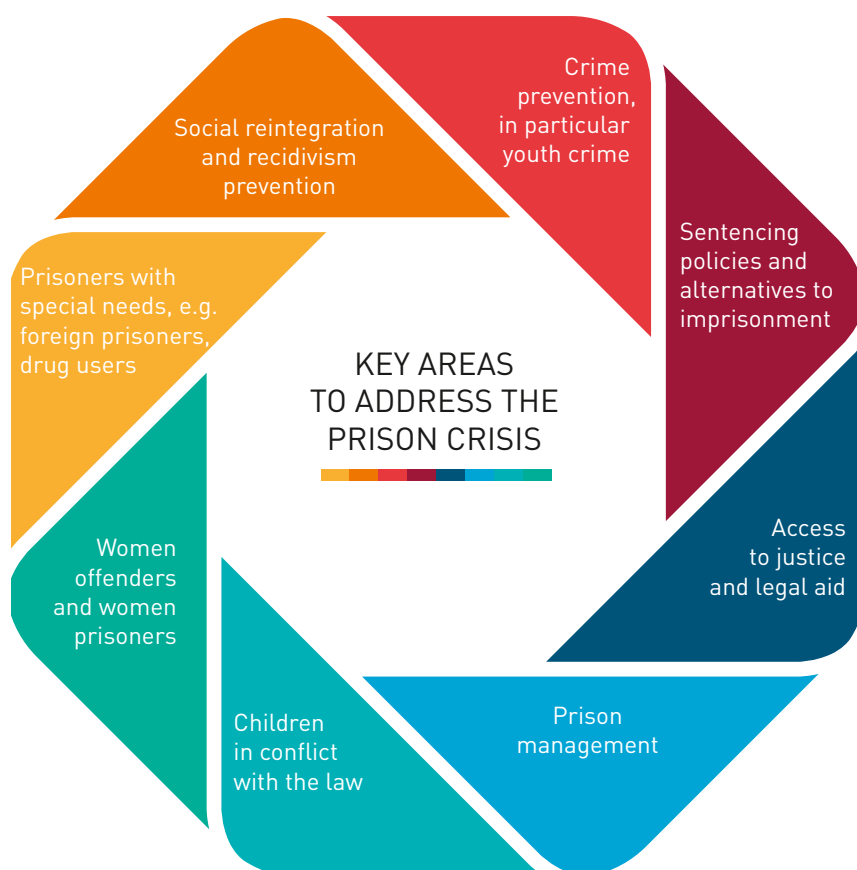 KEY AREAS
TO ADDRESS THE
PRISON CRISIS
Crime
prevention,
in particular
youth crime
Sentencing
policies and
alternatives to
imprisonment
Access
to justice
and legal aid
Prison
management
Children
in conflict
with the law
Women
offenders
and women
prisoners
Prisoners with
special needs, e.g.
foreign prisoners,
drug users
Social reintegration
and recidivism
prevention